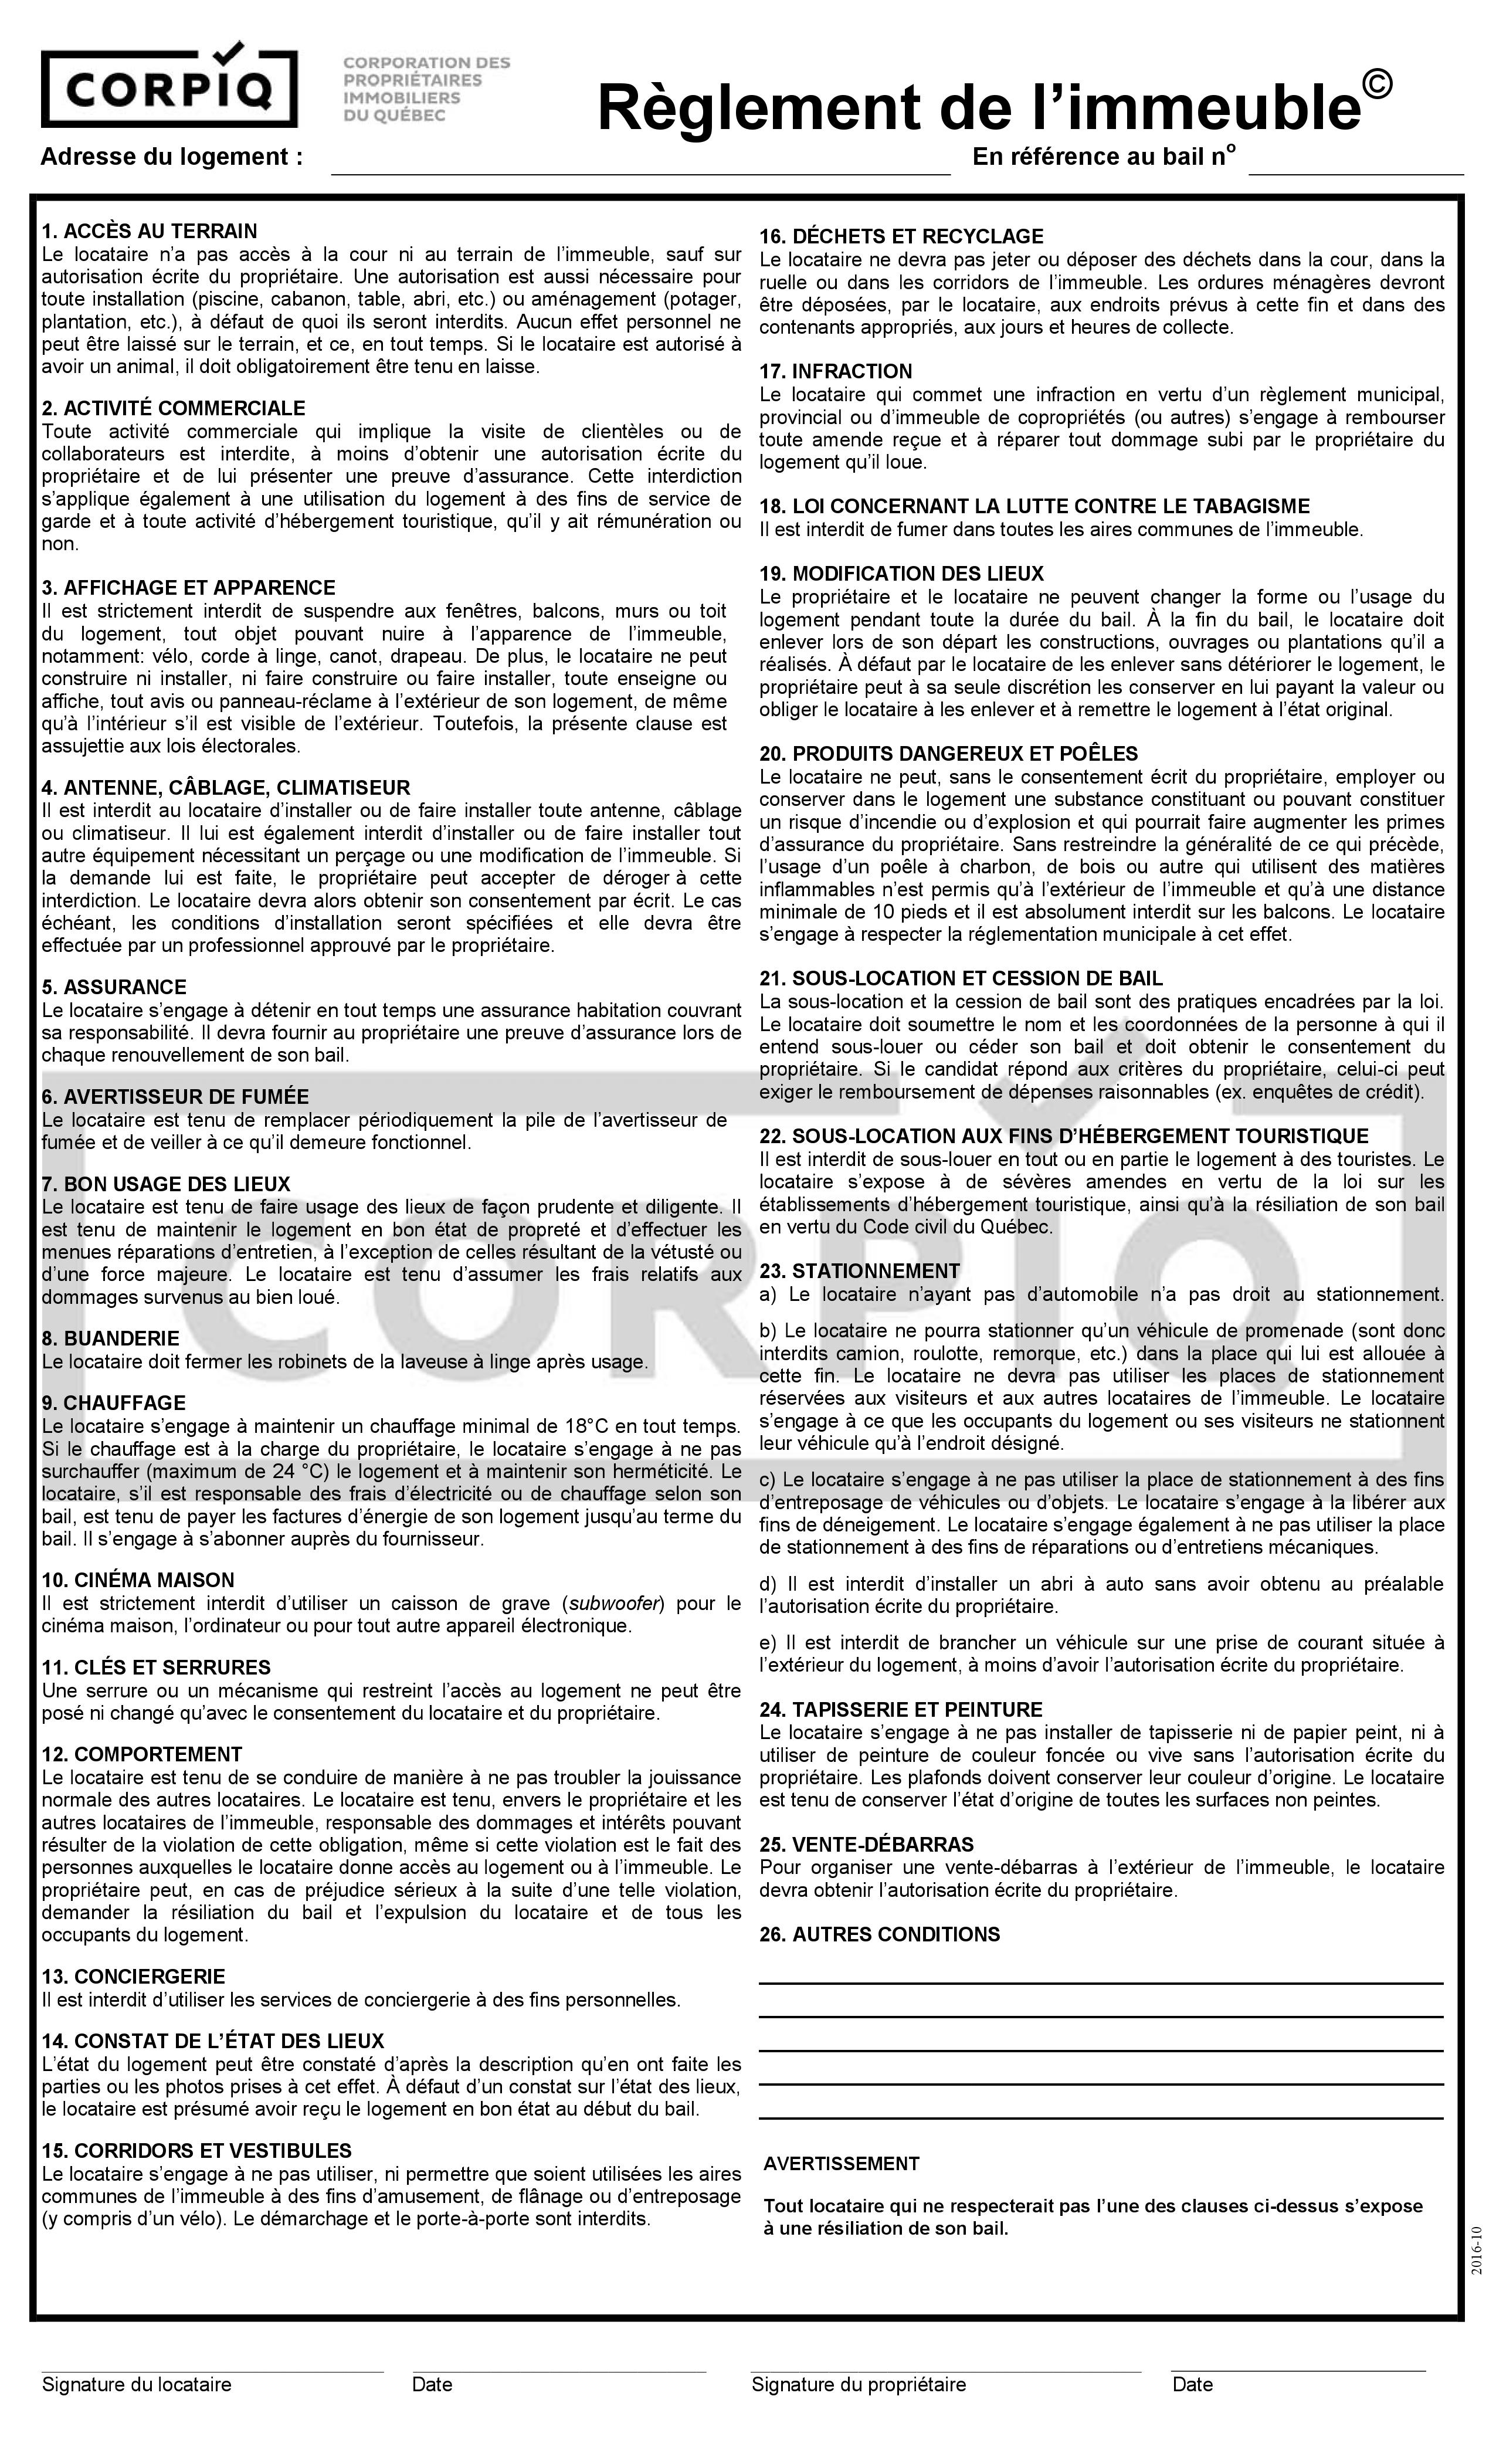 CORPIQ
CORPORATION DES
PROPRIÉTAIRES
IMMOBILIERS
DU QUÉBEC
Règlement de l’immeuble©
Adresse du logement :
En référence au bail no
1. ACCÈS AU TERRAIN
Le locataire n’a pas accès à la cour ni au terrain de l’immeuble, sauf sur
autorisation écrite du propriétaire. Une autorisation est aussi nécessaire pour
toute installation (piscine, cabanon, table, abri, etc.) ou aménagement (potager,
plantation, etc.), à défaut de quoi ils seront interdits. Aucun effet personnel ne
peut être laissé sur le terrain, et ce, en tout temps. Si le locataire est autorisé à
avoir un animal, il doit obligatoirement être tenu en laisse.
2. ACTIVITÉ COMMERCIALE
Toute activité commerciale qui implique la visite de clientèles ou de
collaborateurs est interdite, à moins d’obtenir une autorisation écrite du
propriétaire et de lui présenter une preuve d’assurance. Cette interdiction
s’applique également à une utilisation du logement à des fins de service de
garde et à toute activité d’hébergement touristique, qu’il y ait rémunération ou
non.
3. AFFICHAGE ET APPARENCE
Il est strictement interdit de suspendre aux fenêtres, balcons, murs ou toit
du logement, tout objet pouvant nuire à l’apparence de l’immeuble,
notamment: vélo, corde à linge, canot, drapeau. De plus, le locataire ne peut
construire ni installer, ni faire construire ou faire installer, toute enseigne ou
affiche, tout avis ou panneau-réclame à l’extérieur de son logement, de même
qu’à l’intérieur s’il est visible de l’extérieur. Toutefois, la présente clause est
assujettie aux lois électorales.
4. ANTENNE, CÂBLAGE, CLIMATISEUR
Il est interdit au locataire d’installer ou de faire installer toute antenne, câblage
ou climatiseur. Il lui est également interdit d’installer ou de faire installer tout
autre équipement nécessitant un perçage ou une modification de l’immeuble. Si
la demande lui est faite, le propriétaire peut accepter de déroger à cette
interdiction. Le locataire devra alors obtenir son consentement par écrit. Le cas
échéant, les conditions d’installation seront spécifiées et elle devra être
effectuée par un professionnel approuvé par le propriétaire.
5. ASSURANCE
Le locataire s’engage à détenir en tout temps une assurance habitation couvrant
sa responsabilité. Il devra fournir au propriétaire une preuve d’assurance lors de
chaque renouvellement de son bail.
6. AVERTISSEUR DE FUMÉE
Le locataire est tenu de remplacer périodiquement la pile de l’avertisseur de
fumée et de veiller à ce qu’il demeure fonctionnel.
7. BON USAGE DES LIEUX
Le locataire est tenu de faire usage des lieux de façon prudente et diligente. Il
est tenu de maintenir le logement en bon état de propreté et d’effectuer les
menues réparations d’entretien, à l’exception de celles résultant de la vétusté ou
d’une force majeure. Le locataire est tenu d’assumer les frais relatifs aux
dommages survenus au bien loué.
8. BUANDERIE
Le locataire doit fermer les robinets de la laveuse à linge après usage.
9. CHAUFFAGE
Le locataire s’engage à maintenir un chauffage minimal de 18°C en tout temps.
Si le chauffage est à la charge du propriétaire, le locataire s’engage à ne pas
surchauffer (maximum de 24 °C) le logement et à maintenir son herméticité. Le
locataire, s’il est responsable des frais d’électricité ou de chauffage selon son
bail, est tenu de payer les factures d’énergie de son logement jusqu’au terme du
bail. Il s’engage à s’abonner auprès du fournisseur.
10. CINÉMA MAISON
Il est strictement interdit d’utiliser un caisson de grave (subwoofer) pour le
cinéma maison, l’ordinateur ou pour tout autre appareil électronique.
11. CLÉS ET SERRURES
Une serrure ou un mécanisme qui restreint l’accès au logement ne peut être
posé ni changé qu’avec le consentement du locataire et du propriétaire.
12. COMPORTEMENT
Le locataire est tenu de se conduire de manière à ne pas troubler la jouissance
normale des autres locataires. Le locataire est tenu, envers le propriétaire et les
autres locataires de l’immeuble, responsable des dommages et intérêts pouvant
résulter de la violation de cette obligation, même si cette violation est le fait des
personnes auxquelles le locataire donne accès au logement ou à l’immeuble. Le
propriétaire peut, en cas de préjudice sérieux à la suite d’une telle violation,
demander la résiliation du bail et l’expulsion du locataire et de tous les
occupants du logement.
13. CONCIERGERIE
Il est interdit d’utiliser les services de conciergerie à des fins personnelles.
14. CONSTAT DE L’ÉTAT DES LIEUX
L’état du logement peut être constaté d’après la description qu’en ont faite les
parties ou les photos prises à cet effet. À défaut d’un constat sur l’état des lieux,
le locataire est présumé avoir reçu le logement en bon état au début du bail.
15. CORRIDORS ET VESTIBULES
Le locataire s’engage à ne pas utiliser, ni permettre que soient utilisées les aires
communes de l’immeuble à des fins d’amusement, de flânage ou d’entreposage
(y compris d’un vélo). Le démarchage et le porte-à-porte sont interdits.
16. DÉCHETS ET RECYCLAGE
Le locataire ne devra pas jeter ou déposer des déchets dans la cour, dans la
ruelle ou dans les corridors de l’immeuble. Les ordures ménagères devront
être déposées, par le locataire, aux endroits prévus à cette fin et dans des
contenants appropriés, aux jours et heures de collecte.
17. INFRACTION
Le locataire qui commet une infraction en vertu d’un règlement municipal,
provincial ou d’immeuble de copropriétés (ou autres) s’engage à rembourser
toute amende reçue et à réparer tout dommage subi par le propriétaire du
logement qu’il loue.
18. LOI CONCERNANT LA LUTTE CONTRE LE TABAGISME
Il est interdit de fumer dans toutes les aires communes de l’immeuble.
19. MODIFICATION DES LIEUX
Le propriétaire et le locataire ne peuvent changer la forme ou l’usage du
logement pendant toute la durée du bail. À la fin du bail, le locataire doit
enlever lors de son départ les constructions, ouvrages ou plantations qu’il a
réalisés. À défaut par le locataire de les enlever sans détériorer le logement, le
propriétaire peut à sa seule discrétion les conserver en lui payant la valeur ou
obliger le locataire à les enlever et à remettre le logement à l’état original.
20. PRODUITS DANGEREUX ET POÊLES
Le locataire ne peut, sans le consentement écrit du propriétaire, employer ou
conserver dans le logement une substance constituant ou pouvant constituer
un risque d’incendie ou d’explosion et qui pourrait faire augmenter les primes
d’assurance du propriétaire. Sans restreindre la généralité de ce qui précède,
l’usage d’un poêle à charbon, de bois ou autre qui utilisent des matières
inflammables n’est permis qu’à l’extérieur de l’immeuble et qu’à une distance
minimale de 10 pieds et il est absolument interdit sur les balcons. Le locataire
s’engage à respecter la réglementation municipale à cet effet.
21. SOUS-LOCATION ET CESSION DE BAIL
La sous-location et la cession de bail sont des pratiques encadrées par la loi.
Le locataire doit soumettre le nom et les coordonnées de la personne à qui il
entend sous-louer ou céder son bail et doit obtenir le consentement du
propriétaire. Si le candidat répond aux critères du propriétaire, celui-ci peut
exiger le remboursement de dépenses raisonnables (ex. enquêtes de crédit).
22. SOUS-LOCATION AUX FINS D’HÉBERGEMENT TOURISTIQUE
Il est interdit de sous-louer en tout ou en partie le logement à des touristes. Le
locataire s’expose à de sévères amendes en vertu de la loi sur les
établissements d’hébergement touristique, ainsi qu’à la résiliation de son bail
en vertu du Code civil du Québec.
23. STATIONNEMENT
a) Le locataire n’ayant pas d’automobile n’a pas droit au stationnement.
b) Le locataire ne pourra stationner qu’un véhicule de promenade (sont donc
interdits camion, roulotte, remorque, etc.) dans la place qui lui est allouée à
cette fin. Le locataire ne devra pas utiliser les places de stationnement
réservées aux visiteurs et aux autres locataires de l’immeuble. Le locataire
s’engage à ce que les occupants du logement ou ses visiteurs ne stationnent
leur véhicule qu’à l’endroit désigné.
c) Le locataire s’engage à ne pas utiliser la place de stationnement à des fins
d’entreposage de véhicules ou d’objets. Le locataire s’engage à la libérer aux
fins de déneigement. Le locataire s’engage également à ne pas utiliser la place
de stationnement à des fins de réparations ou d’entretiens mécaniques.
d) Il est interdit d’installer un abri à auto sans avoir obtenu au préalable
l’autorisation écrite du propriétaire.
e) Il est interdit de brancher un véhicule sur une prise de courant située à
l’extérieur du logement, à moins d’avoir l’autorisation écrite du propriétaire.
24. TAPISSERIE ET PEINTURE
Le locataire s’engage à ne pas installer de tapisserie ni de papier peint, ni à
utiliser de peinture de couleur foncée ou vive sans l’autorisation écrite du
propriétaire. Les plafonds doivent conserver leur couleur d’origine. Le locataire
est tenu de conserver l’état d’origine de toutes les surfaces non peintes.
25. VENTE-DÉBARRAS
Pour organiser une vente-débarras à l’extérieur de l’immeuble, le locataire
devra obtenir l’autorisation écrite du propriétaire.
26. AUTRES CONDITIONS
AVERTISSEMENT
Tout locataire qui ne respecterait pas l’une des clauses ci-dessus s’expose
à une résiliation de son bail.
2016-10
CORPIQ
Signature du locataire
Date
Signature du propriétaire
Date